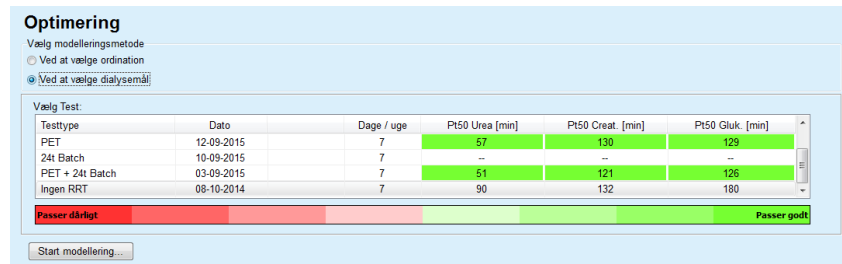 Optimering
Vælg modelleringsmetode
Ved at vælge ordination
Ved at vælge dialysemål
Vælg Test:
Testtype Dato Dage / uge Pt50 Urea [min] Pt50 Creat. [min] Pt50 Gluk. [min]
PET 12-09-2015 7 57 130 129
24t Batch 10-09-2015 7 -- -- --
PET + 24t Batch 03-09-2015 7 51 121 126
Ingen RRT 08-10-2014 7 90 132 180
Passer dårligt Passer godt
Start modellering...